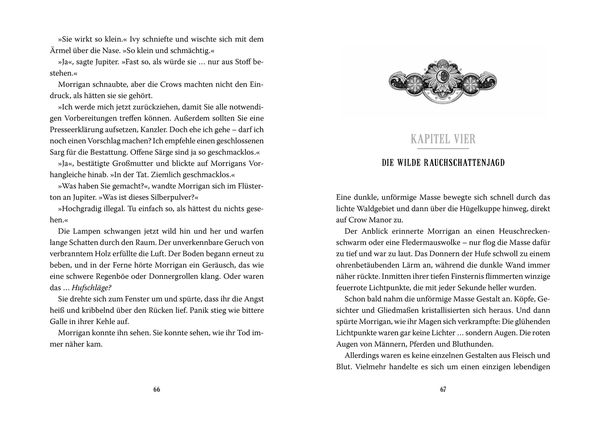 »Sie wirkt so klein.« Ivy schniefte und wischte sich mit dem
Ärmel über die Nase. »So klein und schmächtig.«
»Ja«, sagte Jupiter. »Fast so, als würde sie … nur aus Stoff be-
stehen.«
Morrigan schnaubte, aber die Crows machten nicht den Ein-
druck, als hätten sie sie gehört.
»Ich werde mich jetzt zurückziehen, damit Sie alle notwendi-
gen Vorbereitungen treffen können. Außerdem sollten Sie eine
Presseerklärung aufsetzen, Kanzler. Doch ehe ich gehe – darf ich
noch einen Vorschlag machen? Ich empfehle einen geschlossenen
Sarg für die Bestattung. Offene Särge sind ja so geschmacklos.«
»Ja«, bestätigte Großmutter und blickte auf Morrigans Vor-
hangleiche hinab. »In der Tat. Ziemlich geschmacklos.«
»Was haben Sie gemacht?«, wandte Morrigan sich im Flüster-
ton an Jupiter. »Was ist dieses Silberpulver?«
»Hochgradig illegal. Tu einfach so, als hättest du nichts gese-
hen.«
Die Lampen schwangen jetzt wild hin und her und warfen
lange Schatten durch den Raum. Der unverkennbare Geruch von
verbranntem Holz erfüllte die Luft. Der Boden begann erneut zu
beben, und in der Ferne hörte Morrigan ein Geräusch, das wie
eine schwere Regenböe oder Donnergrollen klang. Oder waren
das … Hufschläge?
Sie drehte sich zum Fenster um und spürte, dass ihr die Angst
heiß und kribbelnd über den Rücken lief. Panik stieg wie bittere
Galle in ihrer Kehle auf.
Morrigan konnte ihn sehen. Sie konnte sehen, wie ihr Tod im-
mer näher kam.
66
KAPITEL VIER
DIE WILDE RAUCHSCHATTENJAGD
Eine dunkle, unförmige Masse bewegte sich schnell durch das
lichte Waldgebiet und dann über die Hügelkuppe hinweg, direkt
auf Crow Manor zu.
Der Anblick erinnerte Morrigan an einen Heuschrecken-
schwarm oder eine Fledermauswolke – nur flog die Masse dafür
zu tief und war zu laut. Das Donnern der Hufe schwoll zu einem
ohrenbetäubenden Lärm an, während die dunkle Wand immer
näher rückte. Inmitten ihrer tiefen Finsternis flimmerten winzige
feuerrote Lichtpunkte, die mit jeder Sekunde heller wurden.
Schon bald nahm die unförmige Masse Gestalt an. Köpfe, Ge-
sichter und Gliedmaßen kristallisierten sich heraus. Und dann
spürte Morrigan, wie ihr Magen sich verkrampfte: Die glühenden
Lichtpunkte waren gar keine Lichter … sondern Augen. Die roten
Augen von Männern, Pferden und Bluthunden.
Allerdings waren es keine einzelnen Gestalten aus Fleisch und
Blut. Vielmehr handelte es sich um einen einzigen lebendigen
67